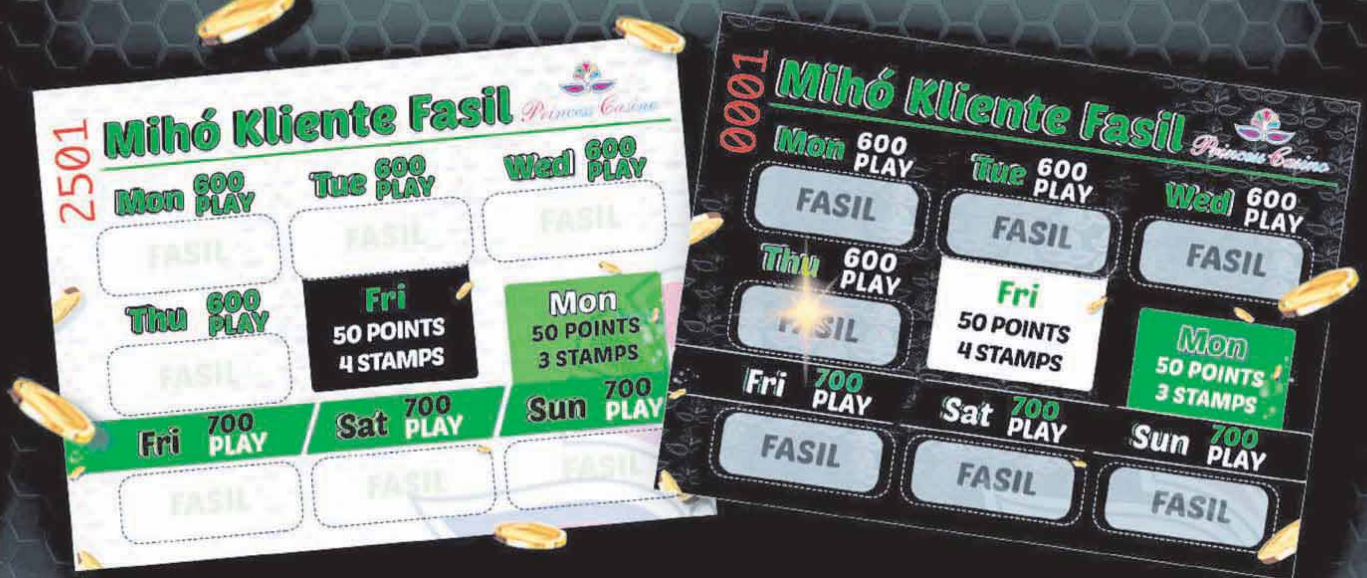 2501
Mihó Kliente Fasil
Princess Casino
Mon 600 PLAY
Tue 600 PLAY
Wed 600 PLAY
FASIL
FASIL
FASIL
Thu 600 PLAY
FASIL
Fri
50 POINTS
4 STAMPS
Mon
50 POINTS
3 STAMPS
Fri 700 PLAY
Sat 700 PLAY
Sun 700 PLAY
FASIL
FASIL
FASIL
0001
Mihó Kliente Fasil
Princess Casino
Mon 600 PLAY
Tue 600 PLAY
Wed 600 PLAY
FASIL
FASIL
FASIL
Thu 600 PLAY
FASIL
Fri
50 POINTS
4 STAMPS
Mon
50 POINTS
3 STAMPS
Fri 700 PLAY
Sat 700 PLAY
Sun 700 PLAY
FASIL
FASIL
FASIL